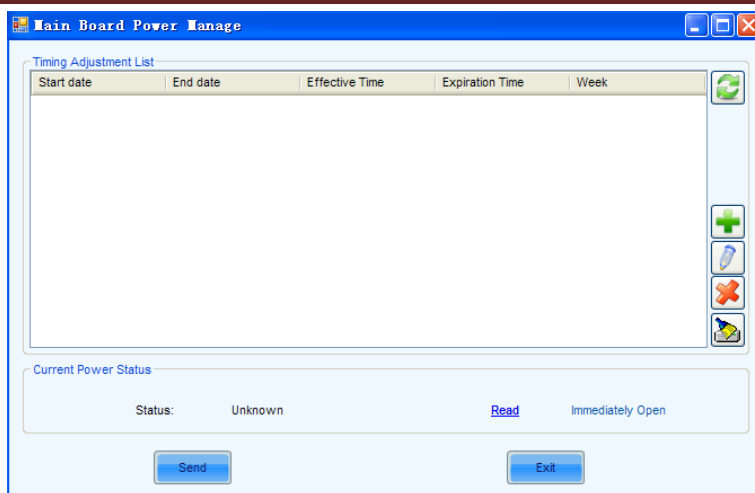 Main Board Power Manage
Timing Adjustment List
Start date End date Effective Time Expiration Time Week
Current Power Status
Status: Unknown Read Immediately Open
Send Exit